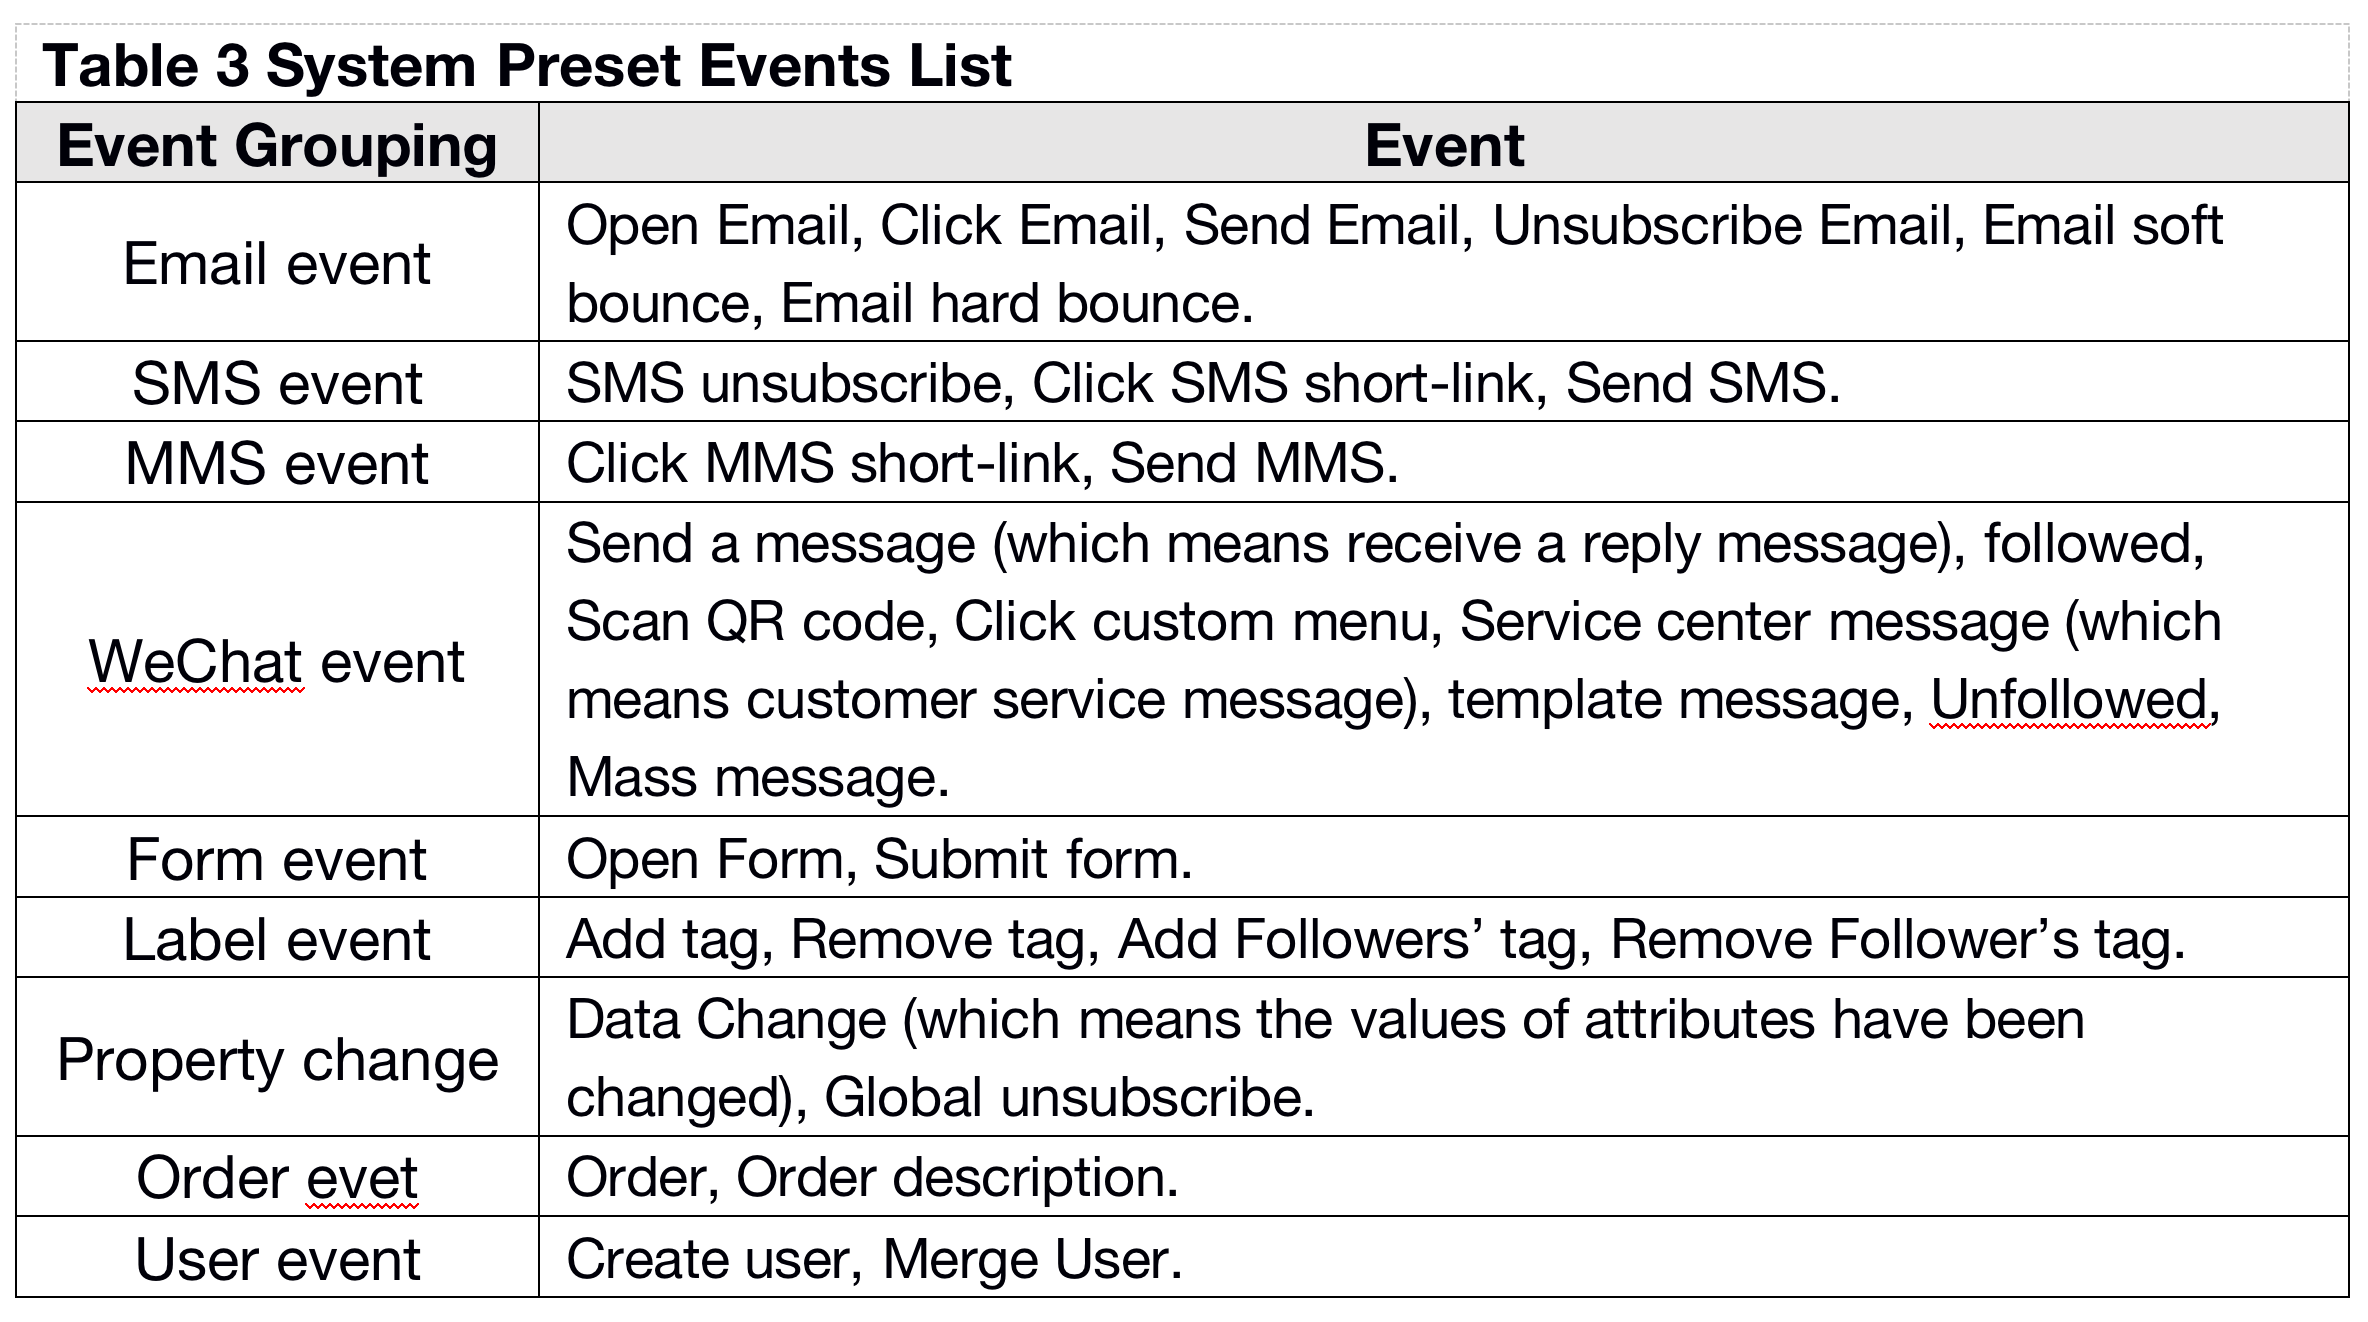 Table 3 System Preset Events List
Event Grouping
Event
Email event
Open Email, Click Email, Send Email, Unsubscribe Email, Email soft
bounce, Email hard bounce.
SMS event
SMS unsubscribe, Click SMS short-link, Send SMS.
MMS event
Click MMS short-link, Send MMS.
WeChat event
Send a message (which means receive a reply message), followed,
Scan QR code, Click custom menu, Service center message (which
means customer service message), template message, Unfollowed,
Mass message.
Form event
Open Form, Submit form.
Label event
Add tag, Remove tag, Add Followers’ tag, Remove Follower’s tag.
Property change
Data Change (which means the values of attributes have been
changed), Global unsubscribe.
Order evet
Order, Order description.
User event
Create user, Merge User.